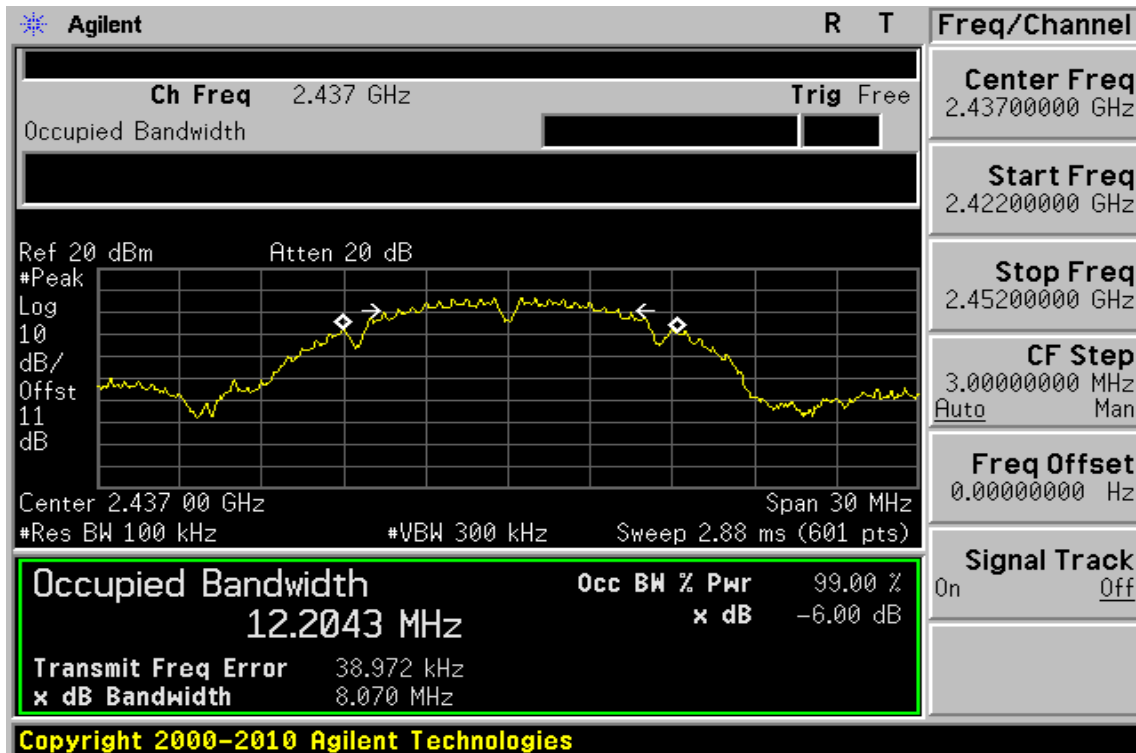 Agilent R T Freq/Channel
Ch Freq 2.437 GHz Trig Free
Occupied Bandwidth
Center Freq
2.43700000 GHz
Start Freq
2.42200000 GHz
Ref 20 dBm Atten 20 dB
#Peak
Log
10
dB/
Offst
11
dB
Stop Freq
2.45200000 GHz
CF Step
3.00000000 MHz
Auto Man
Freq Offset
0.00000000 Hz
Center 2.437 00 GHz Span 30 MHz
#Res BW 100 kHz #VBW 300 kHz Sweep 2.88 ms (601 pts)
Signal Track
On Off
Occupied Bandwidth Occ BW % Pwr 99.00 %
12.2043 MHz x dB -6.00 dB
Transmit Freq Error 38.972 kHz
x dB Bandwidth 8.070 MHz
Copyright 2000-2010 Agilent Technologies